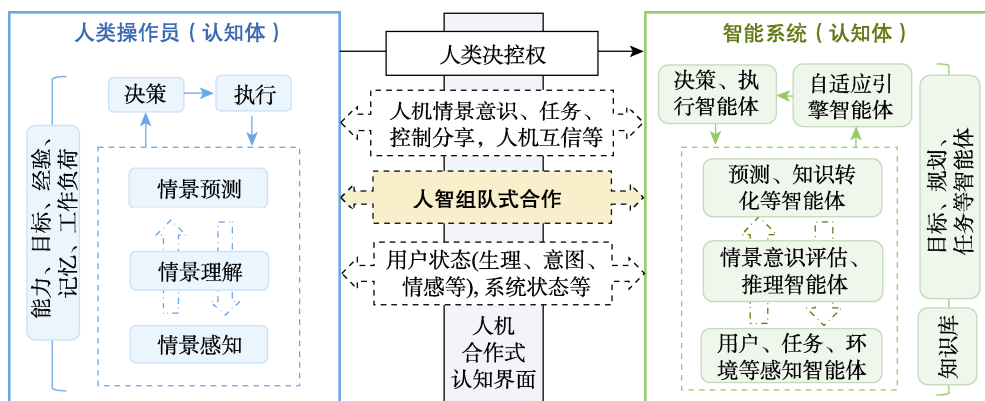 人类操作员（认知体）
决策
执行
能力、目标、经验、
记忆、工作负荷
情景预测
情景理解
情景感知
人类决控权
人机情景意识、任务、
控制分享，人机互信等
人智组队式合作
用户状态(生理、意图、
情感等), 系统状态等
人机
合作式
认知界面
智能系统（认知体）
决策、执
行智能体
自适应引
擎智能体
预测、知识转
化等智能体
情景意识评估、
推理智能体
用户、任务、环
境等感知智能体
目标、规划、
任务等智能体
知识库